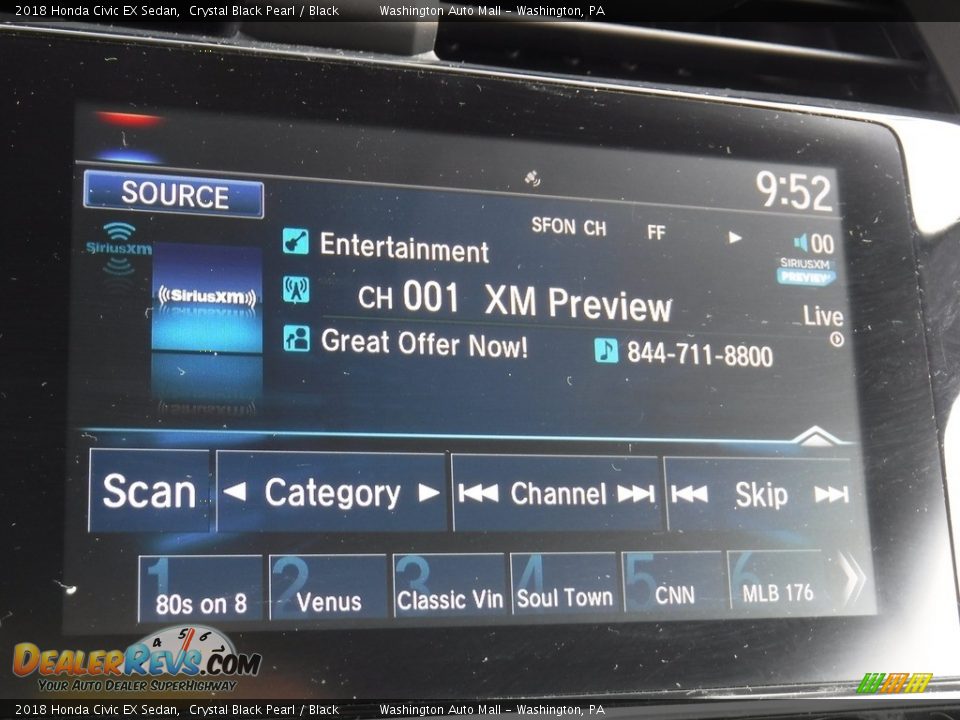 2018 Honda Civic EX Sedan, Crystal Black Pearl / Black Washington Auto Mall - Washington, PA
9:52
SOURCE
SFON CH FF
00
SiriusXM
Entertainment
SIRIUSXM
PREVIEW
((SiriusXM))
CH 001 XM Preview
Live
Great Offer Now!
844-711-8800
Scan Category Channel Skip
1 2 3 4 5 6
80s on 8 Venus Classic Vin Soul Town CNN MLB 176
4 5 6
DEALERREVS.COM
YOUR AUTO DEALER SUPERHIGHWAY
2018 Honda Civic EX Sedan, Crystal Black Pearl / Black Washington Auto Mall - Washington, PA